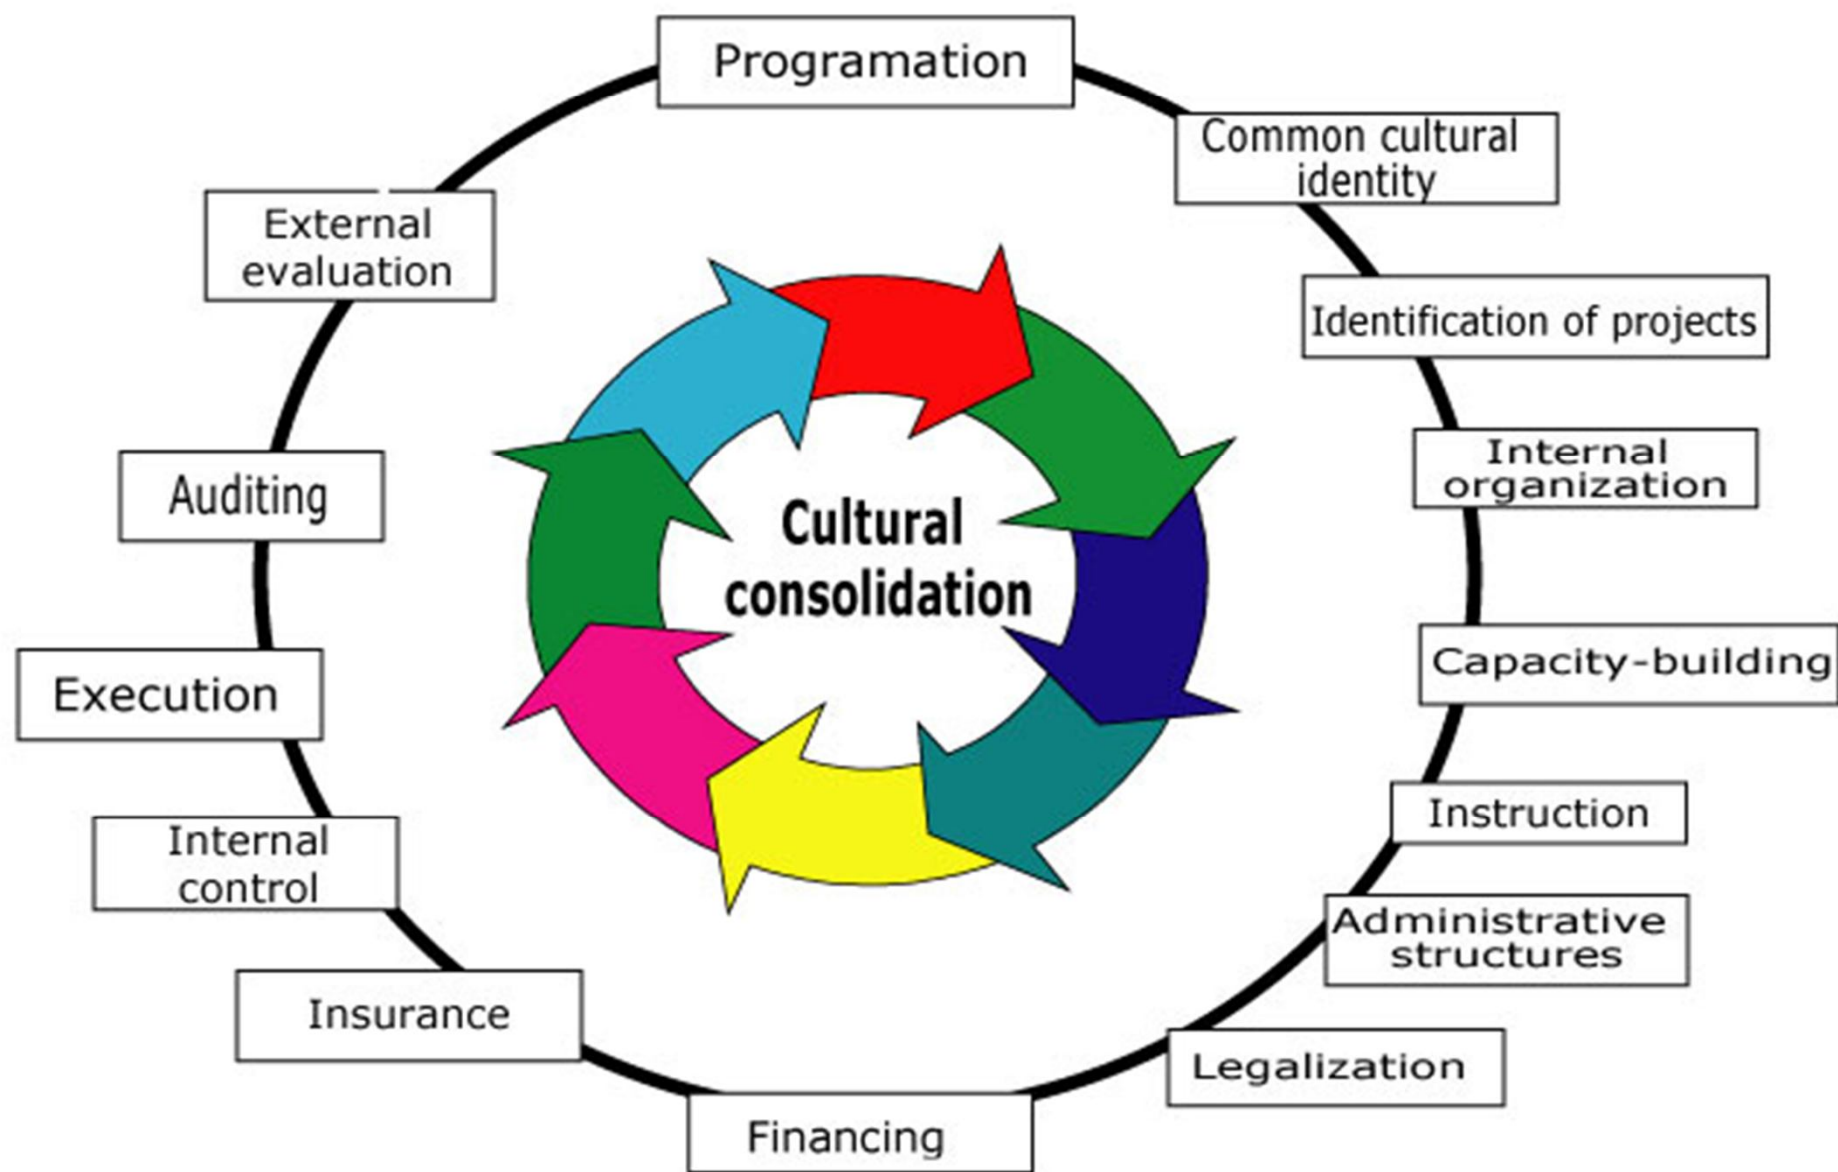 Programation
Common cultural
identity
Identification of projects
Internal
organization
Capacity-building
Instruction
Administrative
structures
Legalization
Financing
Insurance
Internal
control
Execution
Auditing
External
evaluation
Cultural
consolidation